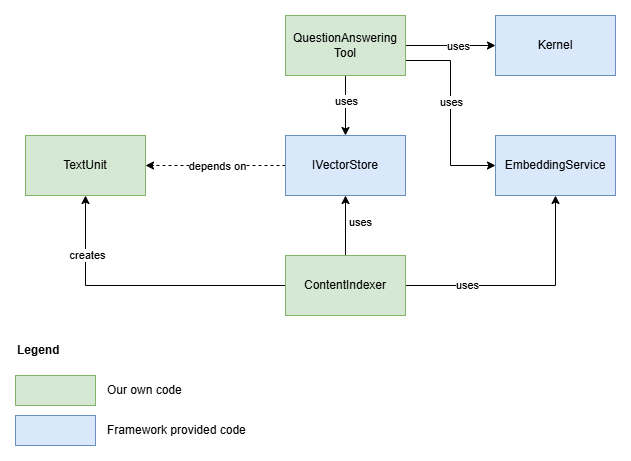 QuestionAnswering
Tool
uses
Kernel
uses
uses
TextUnit
depends on
IVectorStore
EmbeddingService
uses
creates
ContentIndexer
uses
Legend
Our own code
Framework provided code